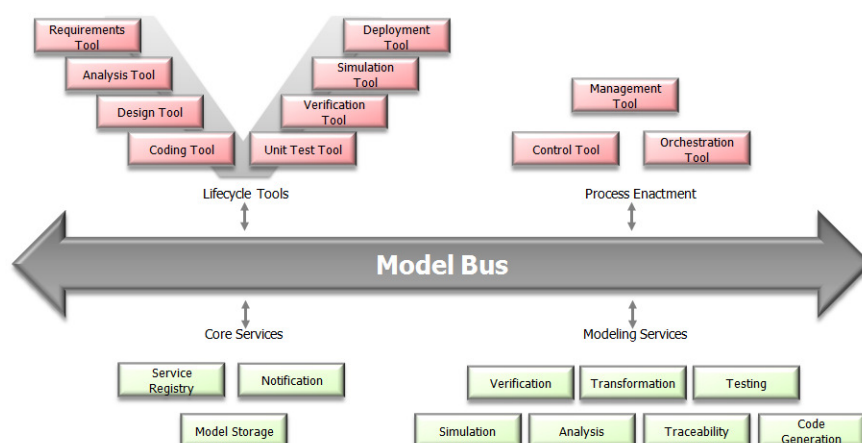 Requirements
Tool
Deployment
Tool
Analysis Tool
Simulation
Tool
Management
Tool
Design Tool
Verification
Tool
Coding Tool
Unit Test Tool
Control Tool
Orchestration
Tool
Lifecycle Tools
Process Enactment
Model Bus
Core Services
Modeling Services
Service
Registry
Notification
Verification
Transformation
Testing
Model Storage
Simulation
Analysis
Traceability
Code
Generation